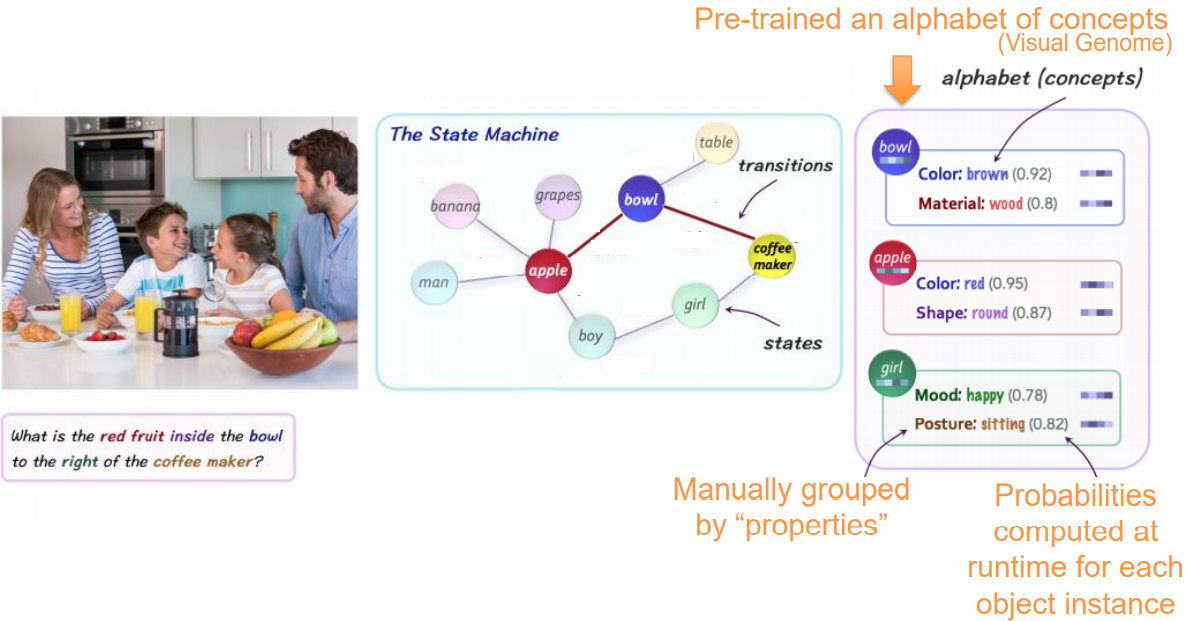 Pre-trained an alphabet of concepts
(Visual Genome)
alphabet (concepts)
The State Machine
table
transitions
banana
grapes
bowl
coffee
maker
apple
man
girl
boy
states
What is the red fruit inside the bowl
to the right of the coffee maker?
bowl
Color: brown (0.92)
Material: wood (0.8)
apple
Color: red (0.95)
Shape: round (0.87)
girl
Mood: happy (0.78)
Posture: sitting (0.82)
Manually grouped
by “properties”
Probabilities
computed at
runtime for each
object instance